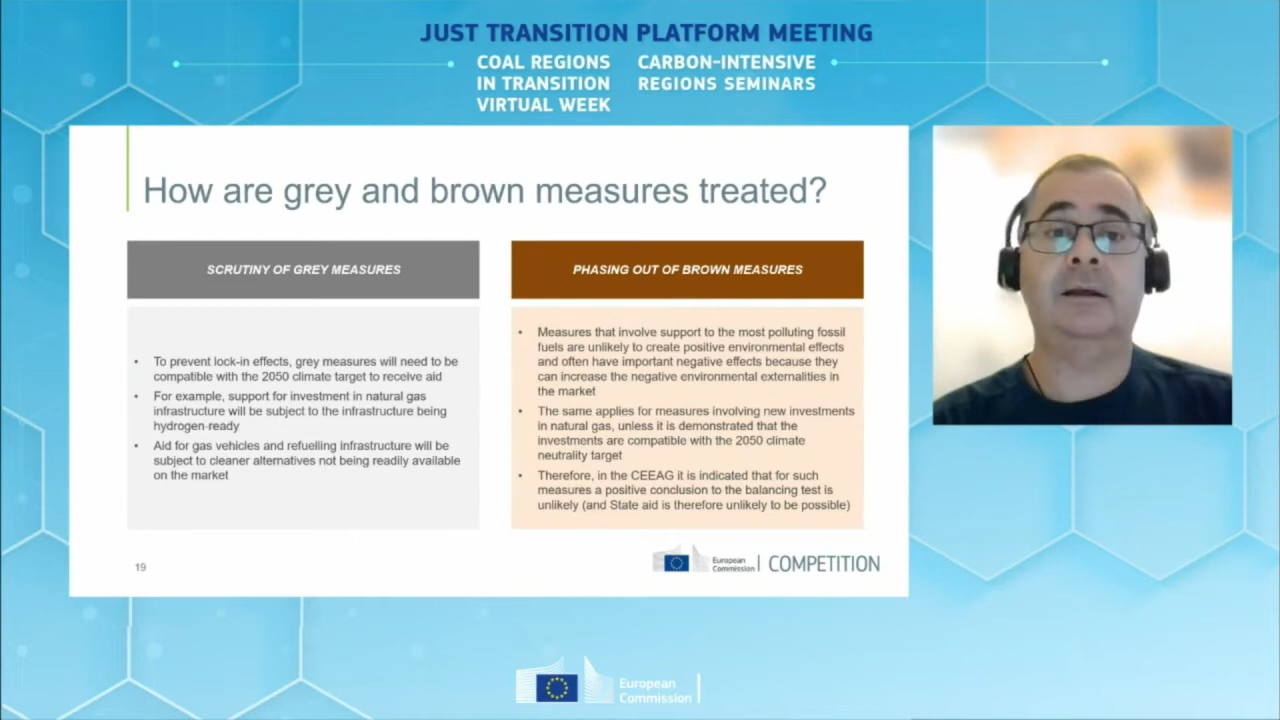 JUST TRANSITION PLATFORM MEETING
COAL REGIONS
IN TRANSITION
VIRTUAL WEEK
CARBON-INTENSIVE
REGIONS SEMINARS
How are grey and brown measures treated?
SCRUTINY OF GREY MEASURES
• To prevent lock-in effects, grey measures will need to be
compatible with the 2050 climate target to receive aid
• For example, support for investment in natural gas
infrastructure will be subject to the infrastructure being
hydrogen-ready
• Aid for gas vehicles and refuelling infrastructure will be
subject to cleaner alternatives not being readily available
on the market
PHASING OUT OF BROWN MEASURES
• Measures that involve support to the most polluting fossil
fuels are unlikely to create positive environmental effects
and often have important negative effects because they
can increase the negative environmental externalities in
the market
• The same applies for measures involving new investments
in natural gas, unless it is demonstrated that the
investments are compatible with the 2050 climate
neutrality target
• Therefore, in the CEEAG it is indicated that for such
measures a positive conclusion to the balancing test is
unlikely (and State aid is therefore unlikely to be possible)
19
European
Commission
COMPETITION
European
Commission